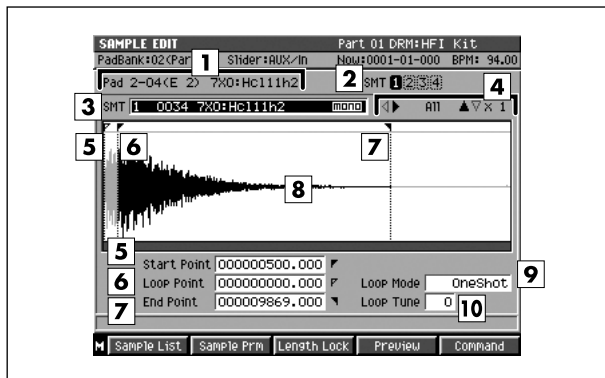 SAMPLE EDIT Part 01 DRM:HFI Kit
PadBank:02(Par Slider:AUX/In Now:0001-01-000 BPM: 94.00
1
Pad 2-04(E 2) 7X0:Hcl11h2 2 SMT 1 2 3 4
4
3 SMT 1 0034 7X0:Hcl11h2 mono All x 1
5 6 7
8
5
Start Point 000000500.000
6 Loop Point 000000000.000 Loop Mode OneShot 9
7 End Point 000009869.000 Loop Tune 0 10
M Sample List Sample Prm Length Lock Preview Command